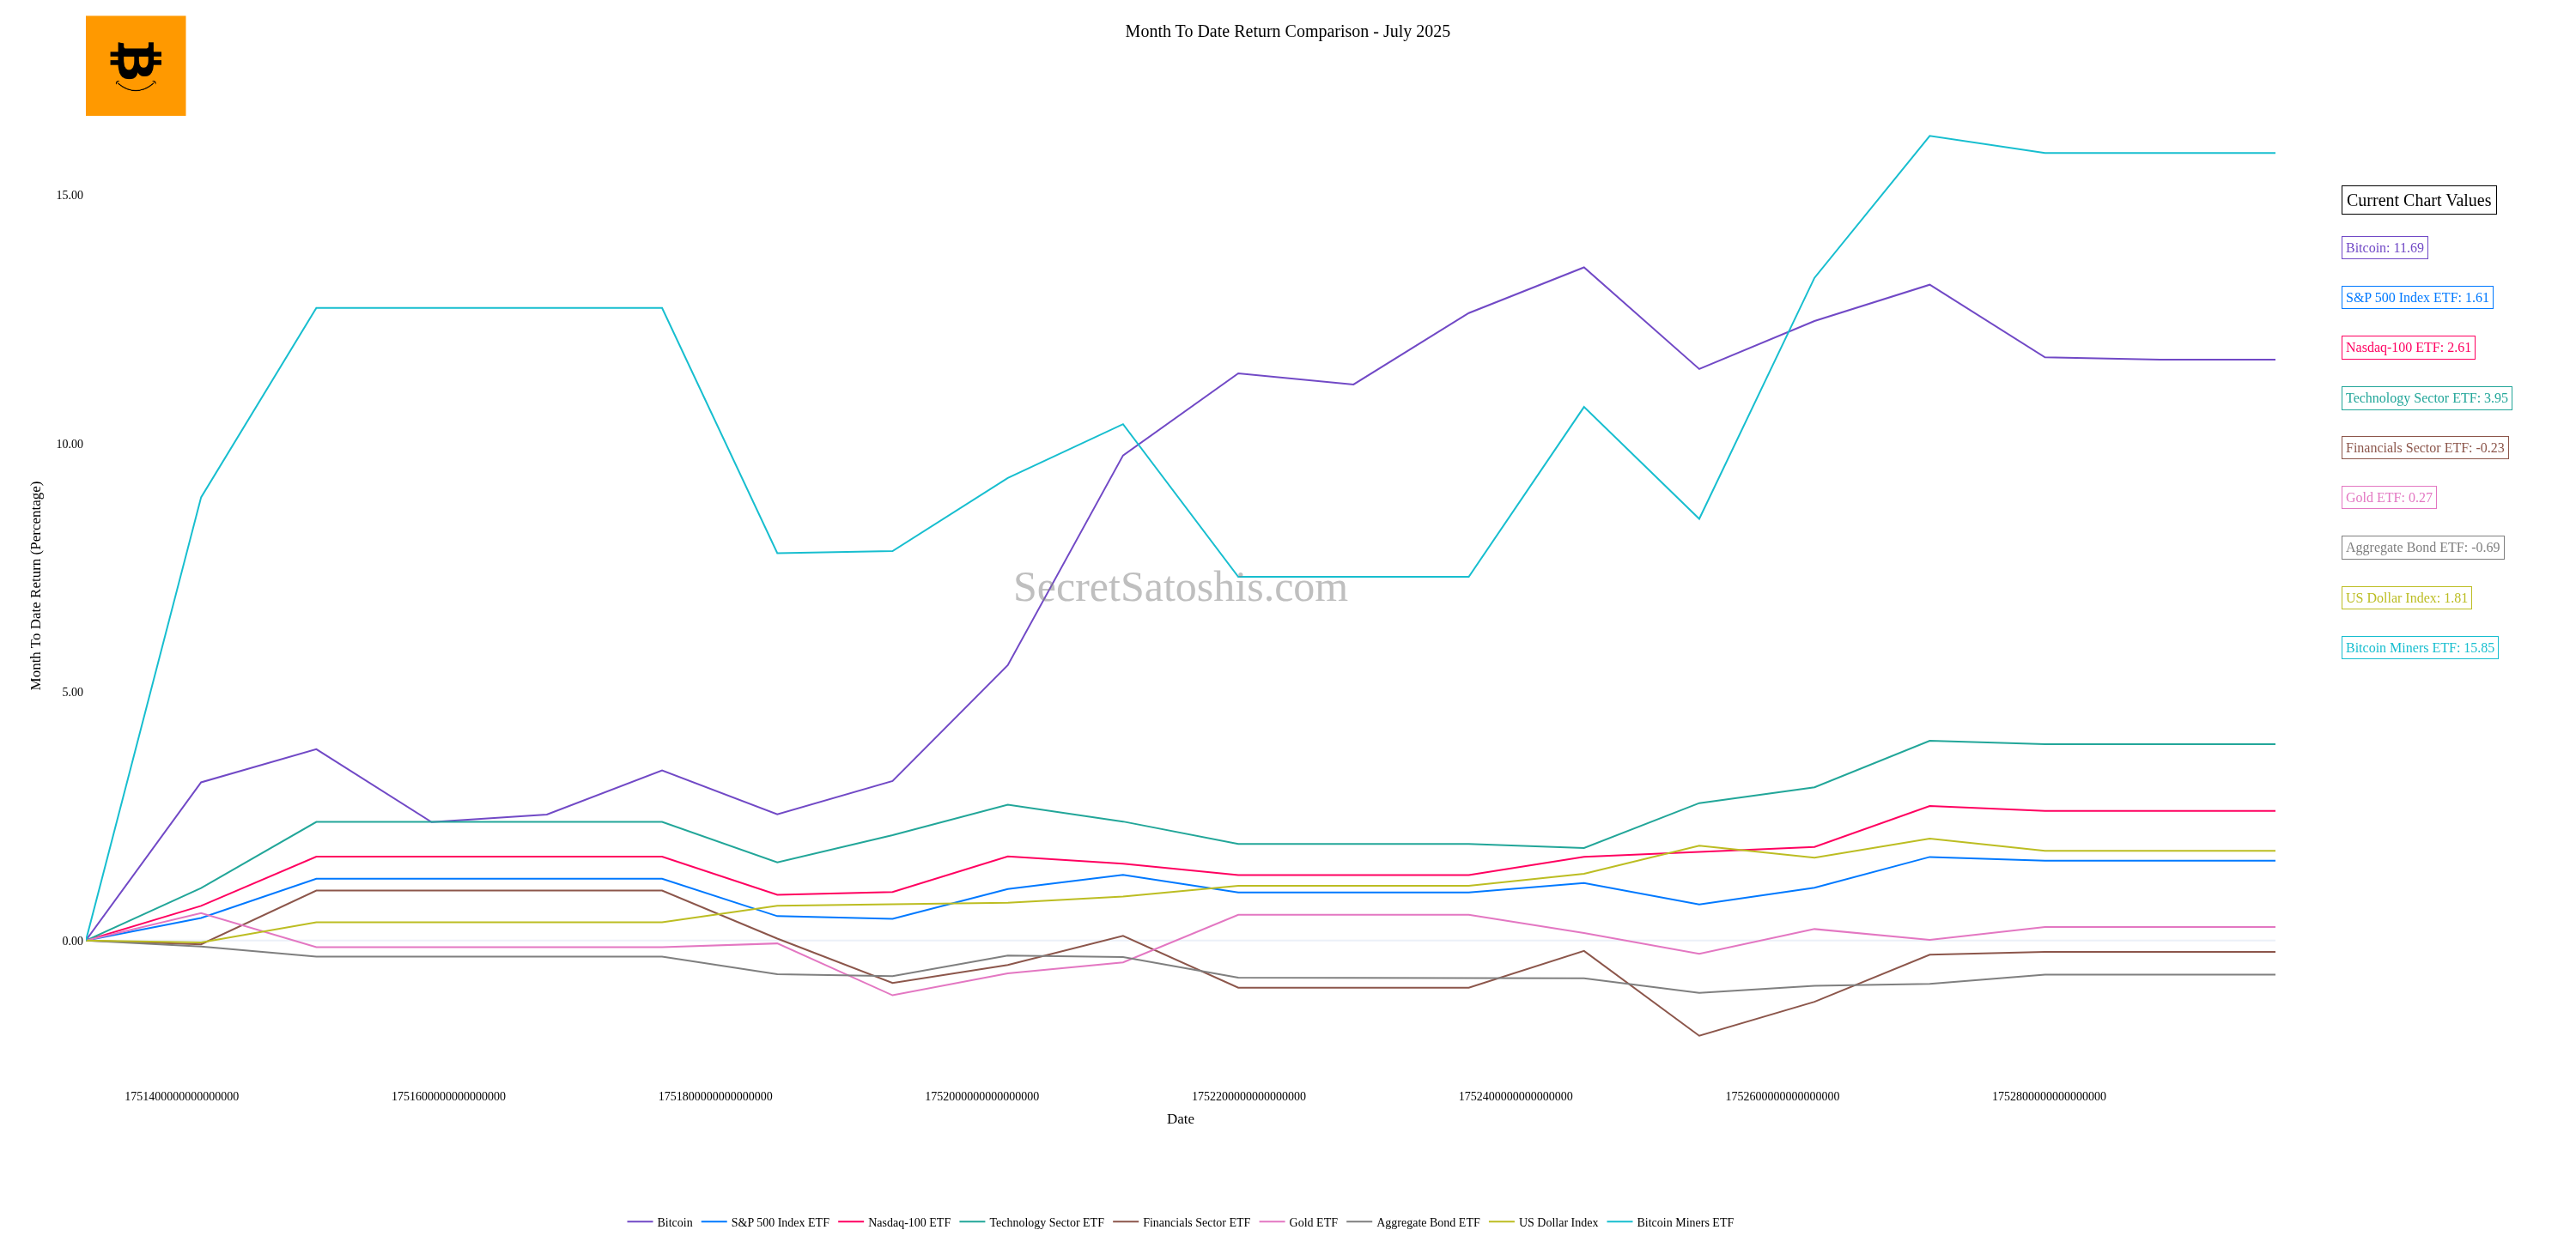 Month To Date Return Comparison - July 2025
15.00
10.00
5.00
0.00
Month To Date Return (Percentage)
SecretSatoshis.com
Current Chart Values
Bitcoin: 11.69
S&P 500 Index ETF: 1.61
Nasdaq-100 ETF: 2.61
Technology Sector ETF: 3.95
Financials Sector ETF: -0.23
Gold ETF: 0.27
Aggregate Bond ETF: -0.69
US Dollar Index: 1.81
Bitcoin Miners ETF: 15.85
1751400000000000000 1751600000000000000 1751800000000000000 1752000000000000000 1752200000000000000 1752400000000000000 1752600000000000000 1752800000000000000
Date
Bitcoin S&P 500 Index ETF Nasdaq-100 ETF Technology Sector ETF Financials Sector ETF Gold ETF Aggregate Bond ETF US Dollar Index Bitcoin Miners ETF